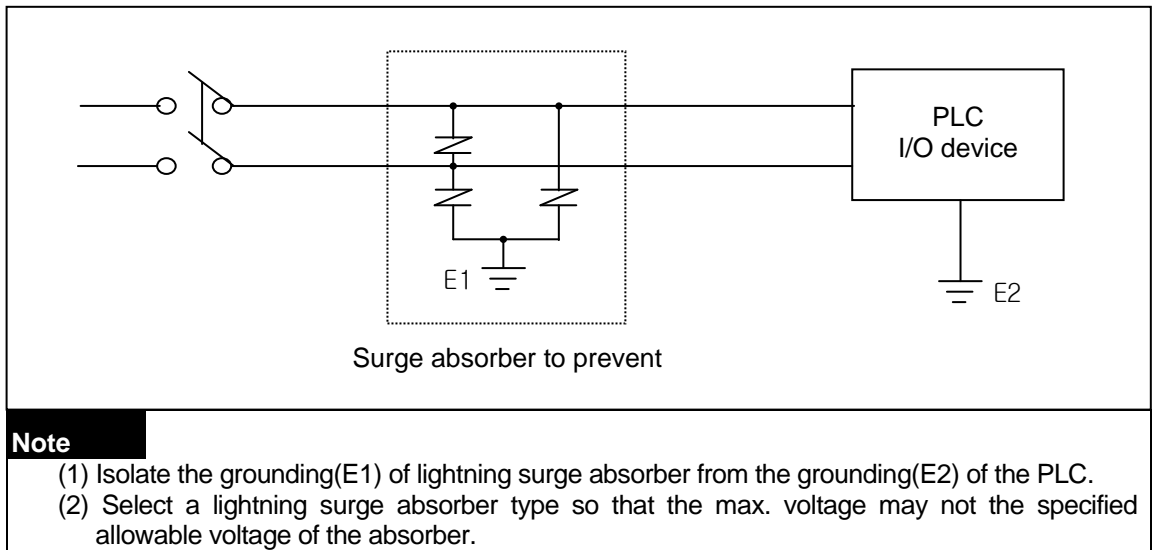 PLC
I/O device
E1
E2
Surge absorber to prevent
Note
(1) Isolate the grounding(E1) of lightning surge absorber from the grounding(E2) of the PLC.
(2) Select a lightning surge absorber type so that the max. voltage may not the specified
allowable voltage of the absorber.